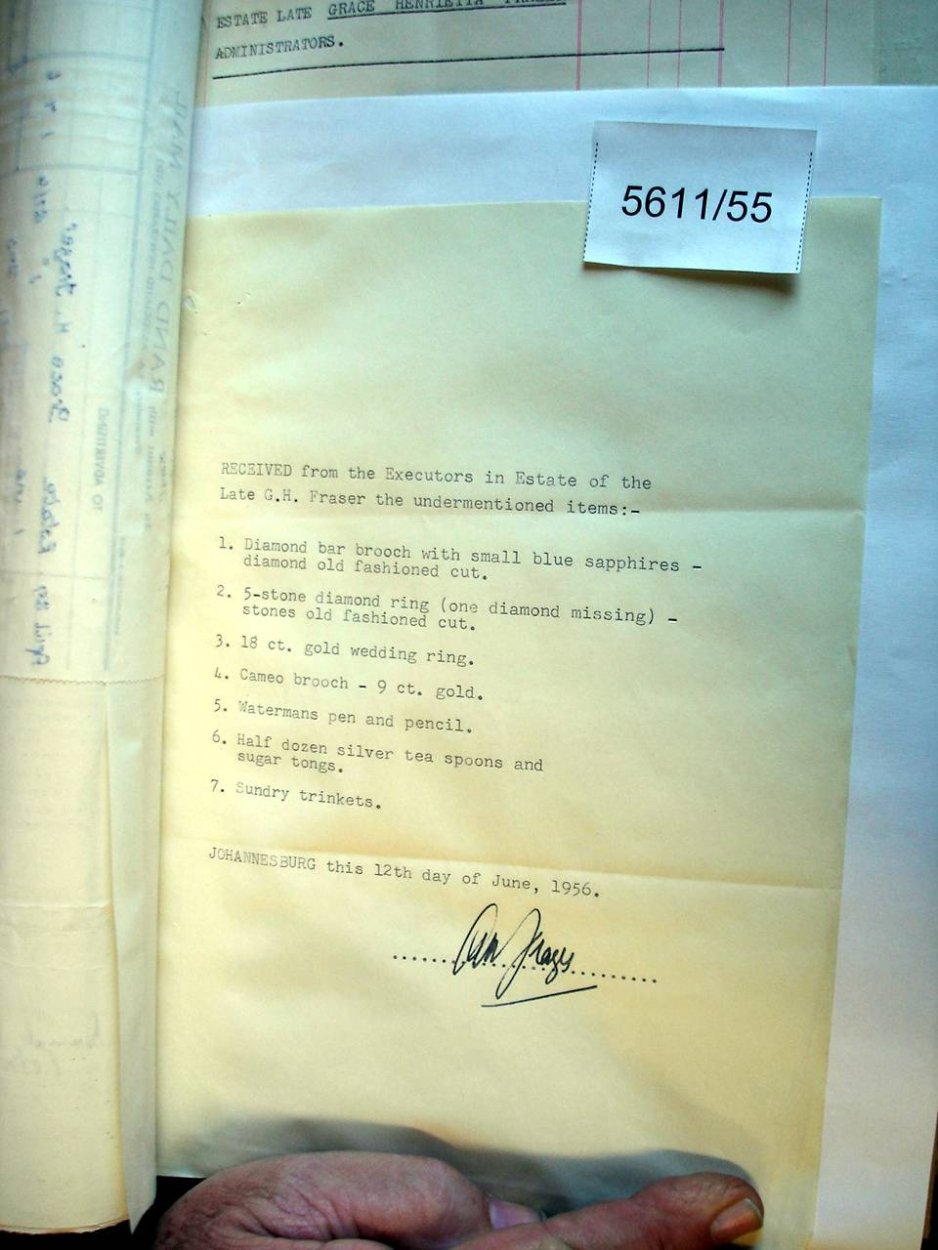 ESTATE LATE GRACE HENRIETTA FRASER
ADMINISTRATORS.
5611/55
RECEIVED from the Executors in Estate of the
Late G.H. Fraser the undermentioned items:-
1. Diamond bar brooch with small blue sapphires -
diamond old fashioned cut.
2. 5-stone diamond ring (one diamond missing) -
stones old fashioned cut.
3. 18 ct. gold wedding ring.
4. Cameo brooch - 9 ct. gold.
5. Watermans pen and pencil.
6. Half dozen silver tea spoons and
sugar tongs.
7. Sundry trinkets.
JOHANNESBURG this 12th day of June, 1956.